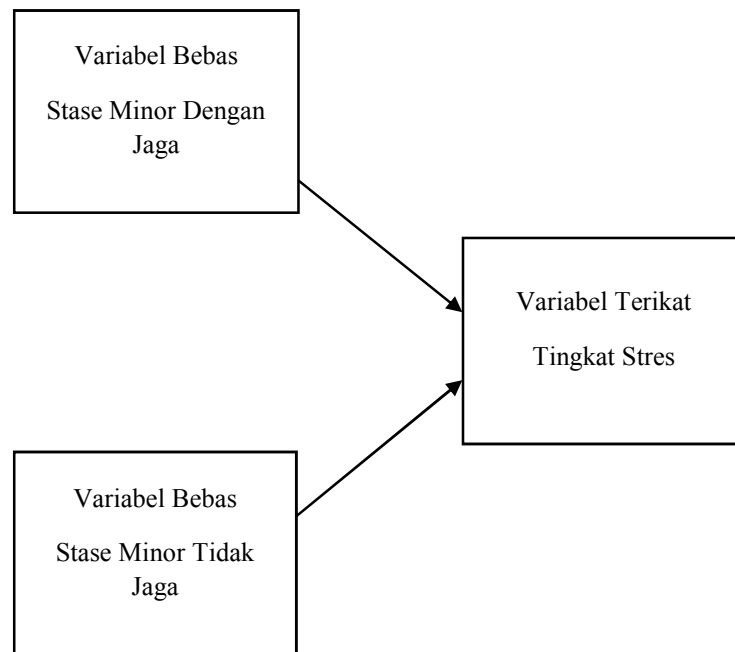 Variabel Bebas
Stase Minor Dengan
Jaga
Variabel Terikat
Tingkat Stres
Variabel Bebas
Stase Minor Tidak
Jaga